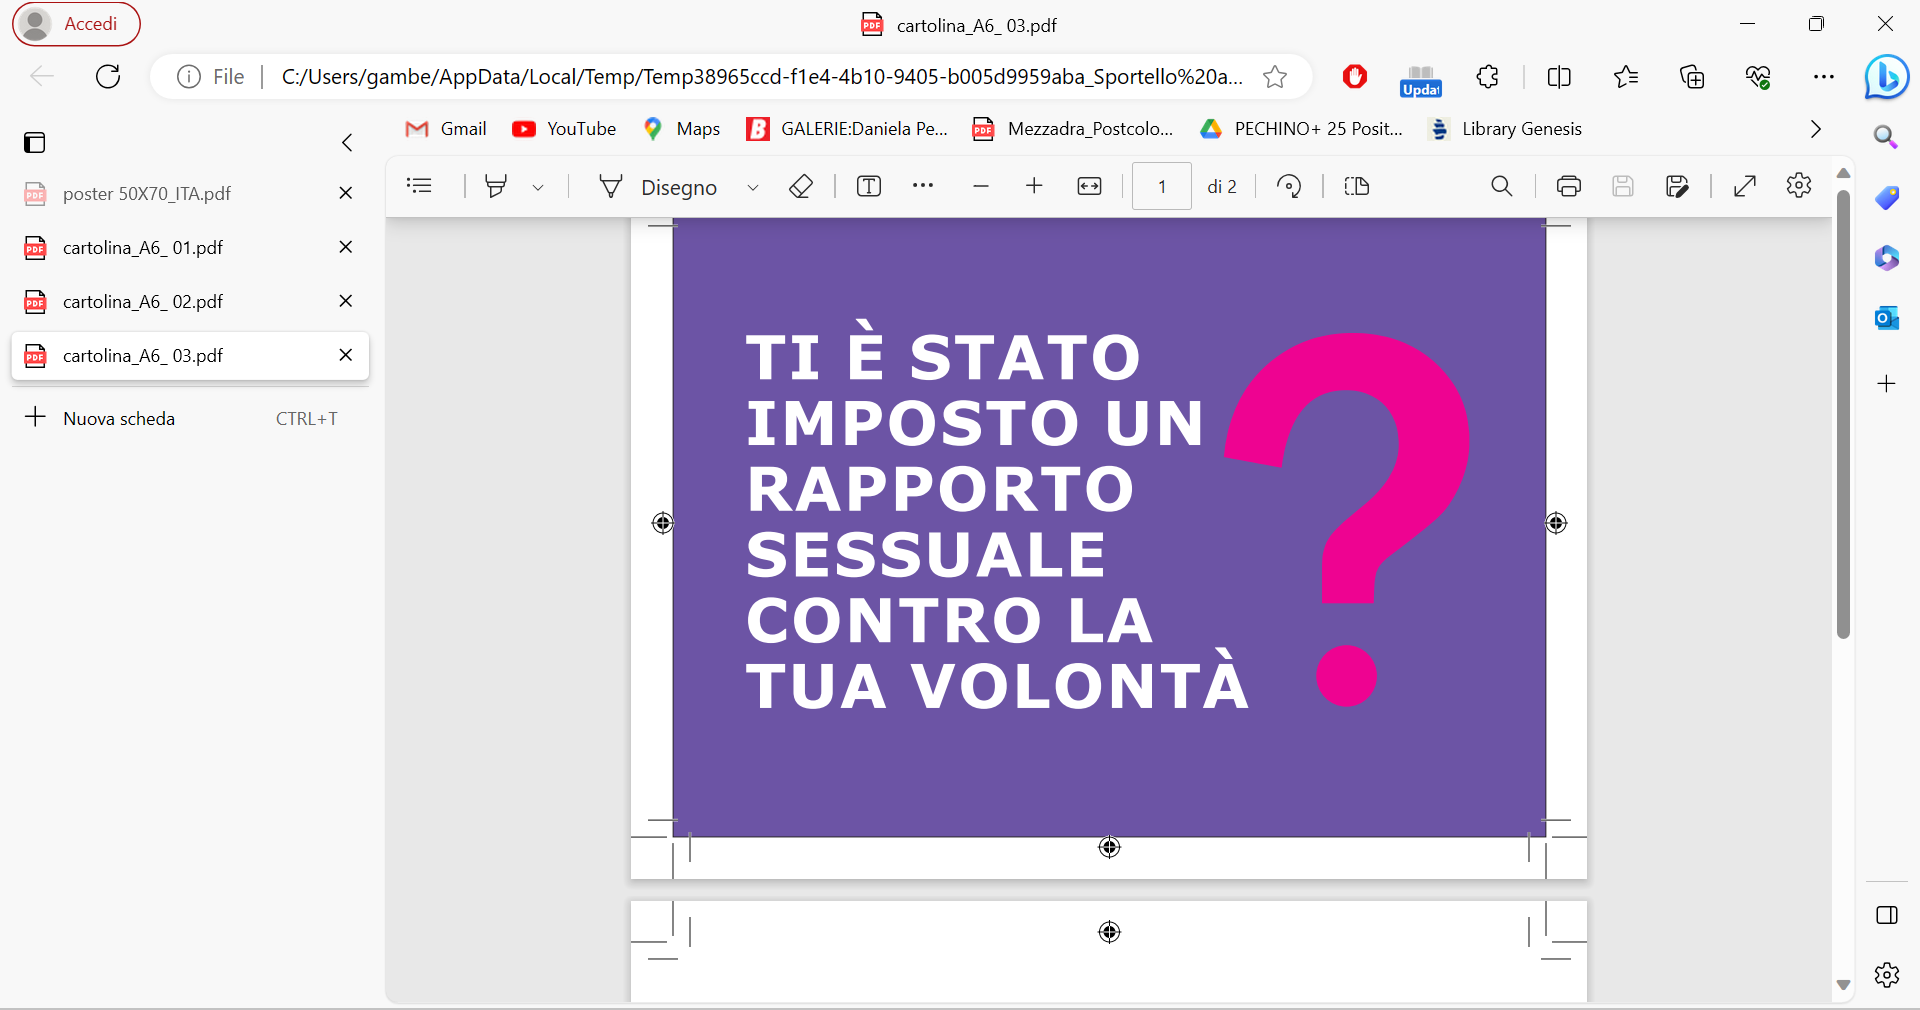 Accedi
cartolina_A6_ 03.pdf
File
C:/Users/gambe/AppData/Local/Temp/Temp38965ccd-f1e4-4b10-9405-b005d9959aba_Sportello%20a...
Updat
Gmail
YouTube
Maps
GALERIE:Daniela Pe...
Mezzadra_Postcolo...
PECHINO+ 25 Posit...
Library Genesis
poster 50X70_ITA.pdf
cartolina_A6_ 01.pdf
cartolina_A6_ 02.pdf
cartolina_A6_ 03.pdf
Nuova scheda CTRL+T
Disegno
1 di 2
TI È STATO
IMPOSTO UN
RAPPORTO
SESSUALE
CONTRO LA
TUA VOLONTÀ
?